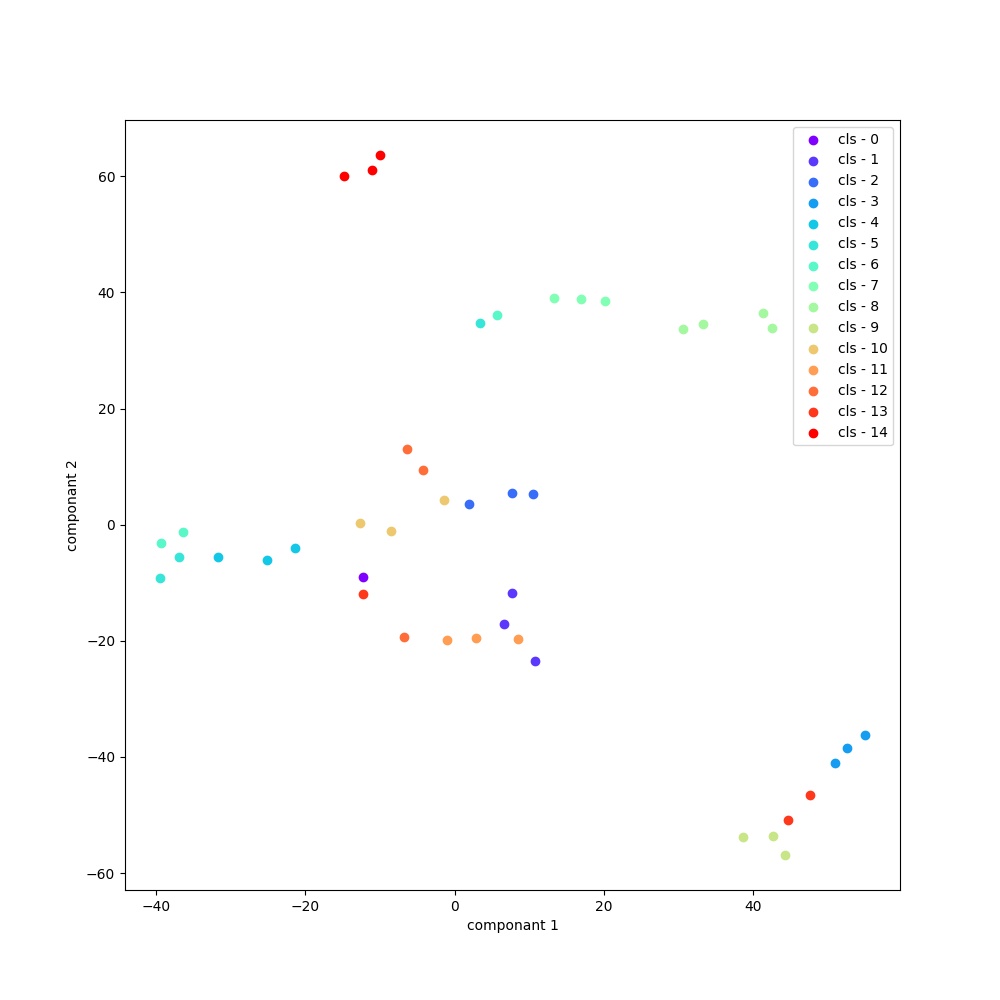 cls - 0
cls - 1
cls - 2
cls - 3
cls - 4
cls - 5
cls - 6
cls - 7
cls - 8
cls - 9
cls - 10
cls - 11
cls - 12
cls - 13
cls - 14
60
40
20
0
−20
−40
−60
componant 2
−40 −20 0 20 40
componant 1